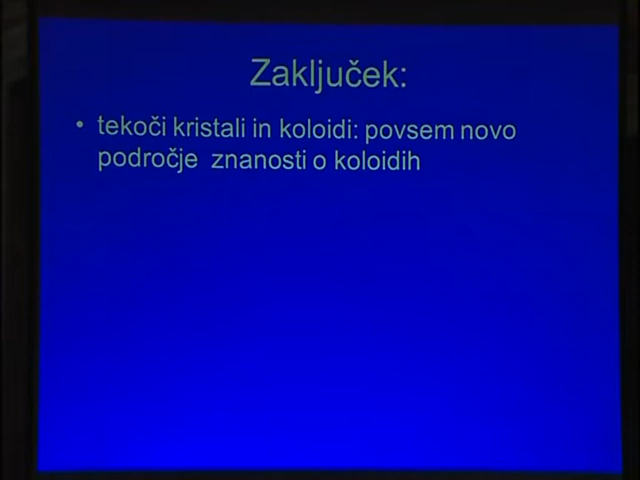 Zaključek:
• tekoči kristali in koloidi: povsem novo
področje znanosti o koloidih